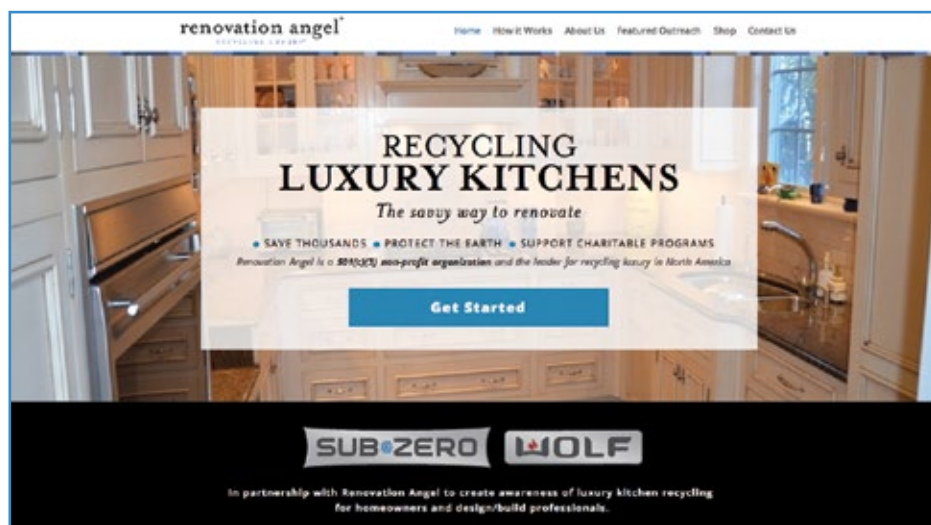 renovation angel
RECYCLING LUXURY
Home How it Works About Us Featured Outreach Shop Contact Us
RECYCLING
LUXURY KITCHENS
The savvy way to renovate
• SAVE THOUSANDS • PROTECT THE EARTH • SUPPORT CHARITABLE PROGRAMS
Renovation Angel is a 501(c)(3) non-profit organization and the leader for recycling luxury in North America
Get Started
SUB ZERO WOLF
In partnership with Renovation Angel to create awareness of luxury kitchen recycling
for homeowners and design/build professionals.